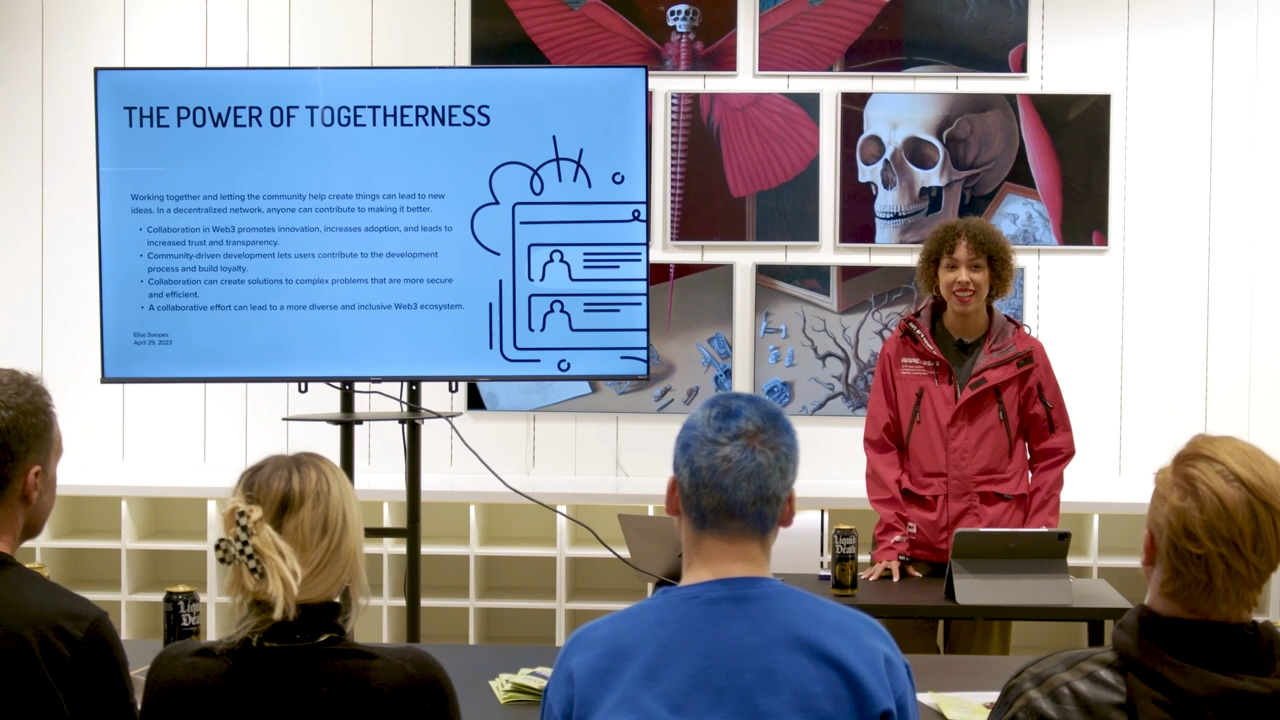 THE POWER OF TOGETHERNESS
Working together and letting the community help create things can lead to new
ideas. In a decentralized network, anyone can contribute to making it better.
• Collaboration in Web3 promotes innovation, increases adoption, and leads to
increased trust and transparency.
• Community-driven development lets users contribute to the development
process and build loyalty.
• Collaboration can create solutions to complex problems that are more secure
and efficient.
• A collaborative effort can lead to a more diverse and inclusive Web3 ecosystem.
Elise Swopes
April 29, 2023
Liquid
Death
Liquid
Death